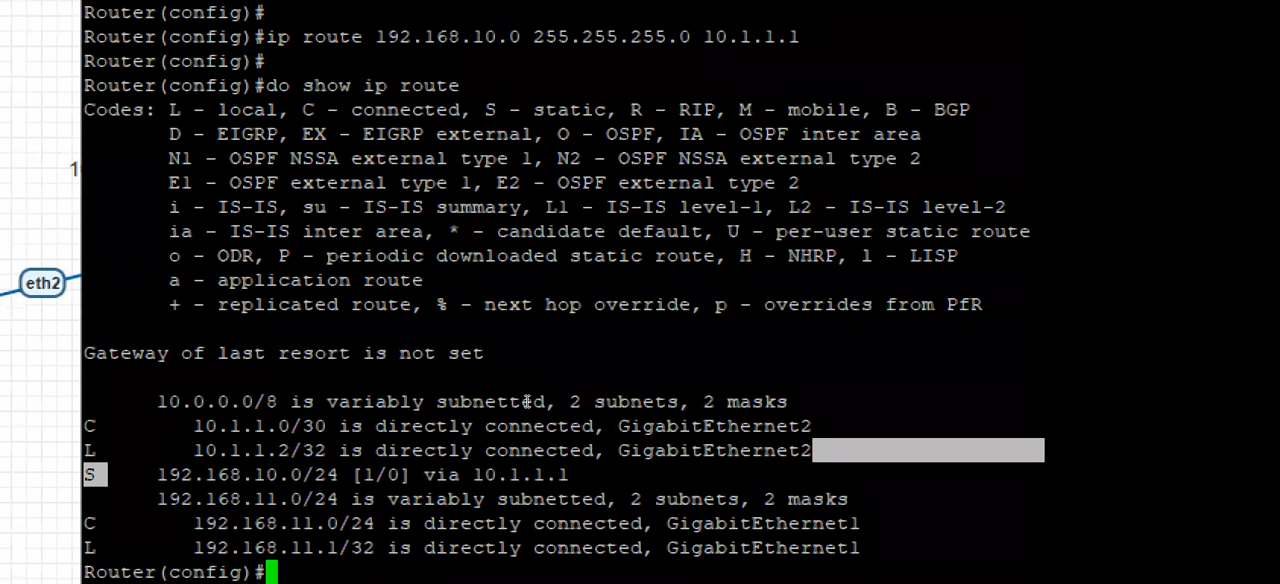 Router(config)#
Router(config)#ip route 192.168.10.0 255.255.255.0 10.1.1.1
Router(config)#
Router(config)#do show ip route
Codes: L - local, C - connected, S - static, R - RIP, M - mobile, B - BGP
D - EIGRP, EX - EIGRP external, O - OSPF, IA - OSPF inter area
N1 - OSPF NSSA external type 1, N2 - OSPF NSSA external type 2
E1 - OSPF external type 1, E2 - OSPF external type 2
i - IS-IS, su - IS-IS summary, L1 - IS-IS level-1, L2 - IS-IS level-2
ia - IS-IS inter area, * - candidate default, U - per-user static route
o - ODR, P - periodic downloaded static route, H - NHRP, l - LISP
a - application route
+ - replicated route, % - next hop override, p - overrides from PfR
Gateway of last resort is not set
10.0.0.0/8 is variably subnetted, 2 subnets, 2 masks
C 10.1.1.0/30 is directly connected, GigabitEthernet2
L 10.1.1.2/32 is directly connected, GigabitEthernet2
S 192.168.10.0/24 [1/0] via 10.1.1.1
192.168.11.0/24 is variably subnetted, 2 subnets, 2 masks
C 192.168.11.0/24 is directly connected, GigabitEthernet1
L 192.168.11.1/32 is directly connected, GigabitEthernet1
Router(config)#
1
eth2